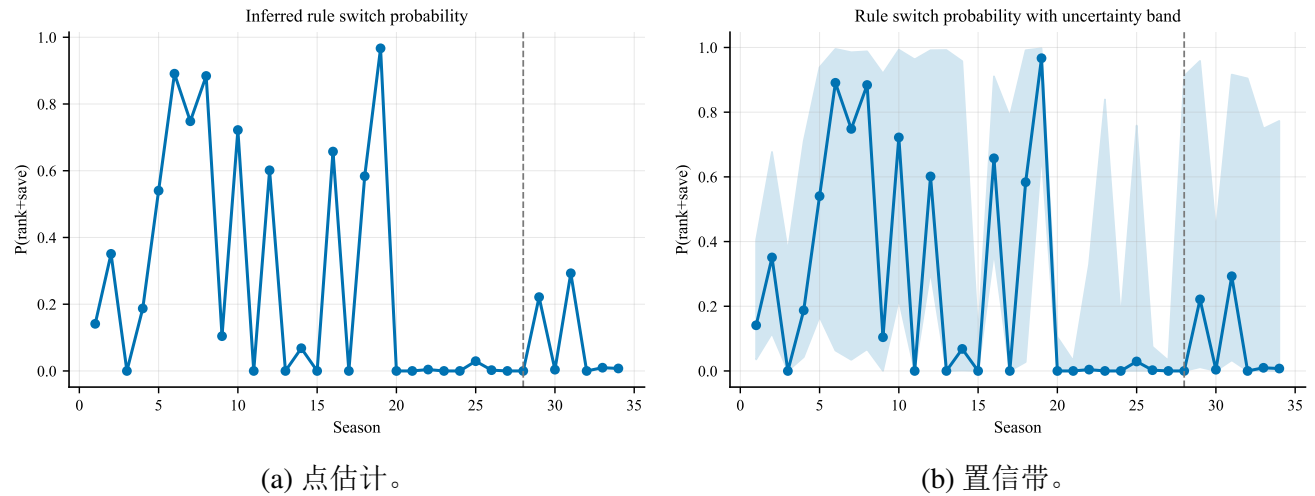 Inferred rule switch probability
P(rank+save)
1.0
0.8
0.6
0.4
0.2
0.0
0 5 10 15 20 25 30 35
Season
(a) 点估计。
Rule switch probability with uncertainty band
P(rank+save)
1.0
0.8
0.6
0.4
0.2
0.0
0 5 10 15 20 25 30 35
Season
(b) 置信带。